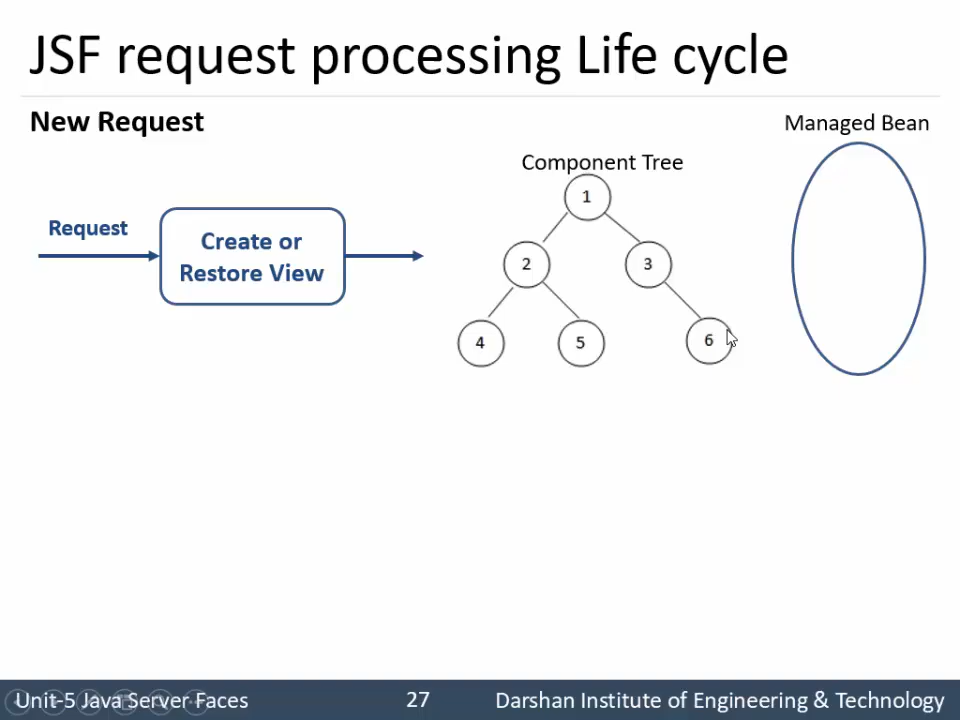 JSF request processing Life cycle
New Request
Managed Bean
Component Tree
1
Request
Create or
Restore View
2
3
4
5
6
Unit-5 Java Server Faces
27
Darshan Institute of Engineering & Technology